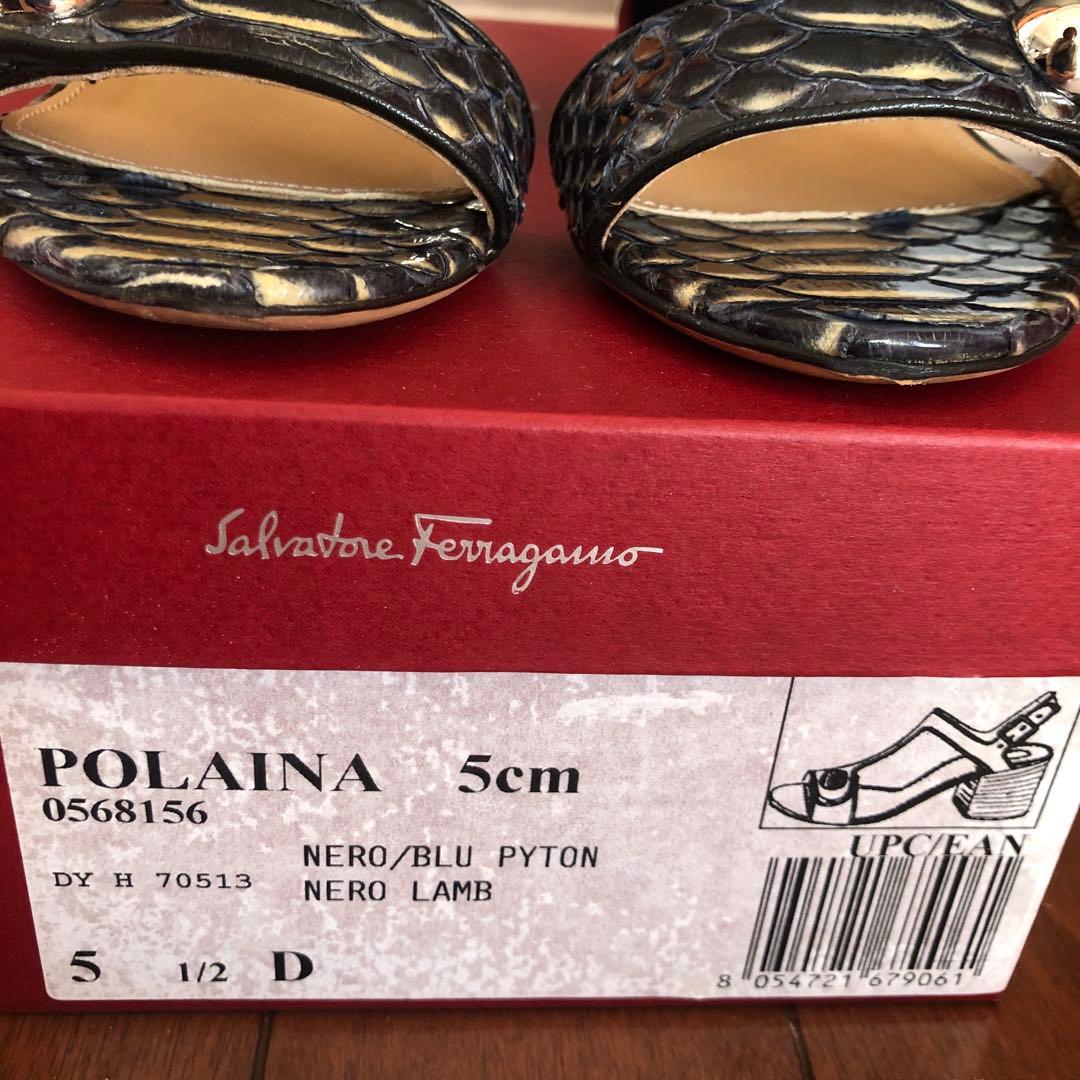 Salvatore Ferragamo
POLAINA 5cm
0568156
NERO/BLU PYTON
DY H 70513 NERO LAMB
5 1/2 D
UPC/EAN
8 054721 679061